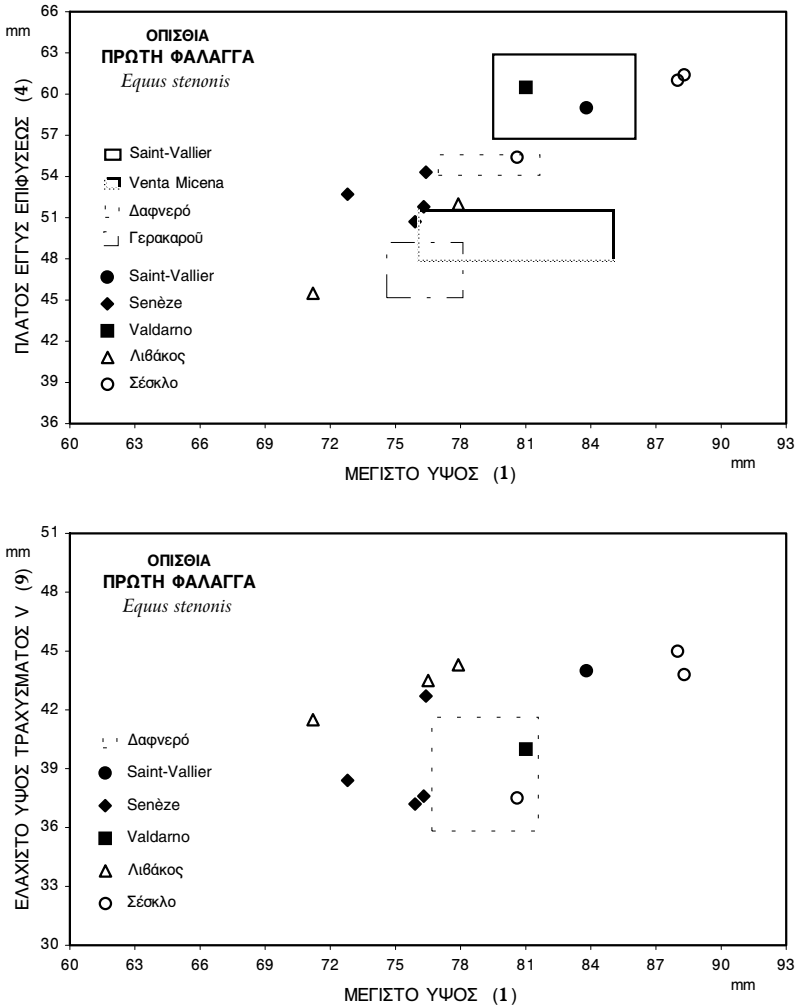 mm
66
63
60
57
54
51
48
45
42
39
36
ΠΛΑΤΟΣ ΕΓΓΥΣ ΕΠΙΦΥΣΕΩΣ (4)
ΟΠΙΣΘΙΑ
ΠΡΩΤΗ ΦΑΛΑΓΓΑ
Equus stenonis
Saint-Vallier
Venta Micena
Δαφνερό
Γερακαροῦ
Saint-Vallier
Senèze
Valdarno
Λιβάκος
Σέσκλο
60 63 66 69 72 75 78 81 84 87 90 93
mm
ΜΕΓΙΣΤΟ ΥΨΟΣ (1)
mm
51
48
45
42
39
36
33
30
ΕΛΑΧΙΣΤΟ ΥΨΟΣ ΤΡΑΧΥΣΜΑΤΟΣ V (9)
ΟΠΙΣΘΙΑ
ΠΡΩΤΗ ΦΑΛΑΓΓΑ
Equus stenonis
Δαφνερό
Saint-Vallier
Senèze
Valdarno
Λιβάκος
Σέσκλο
60 63 66 69 72 75 78 81 84 87 90 93
mm
ΜΕΓΙΣΤΟ ΥΨΟΣ (1)